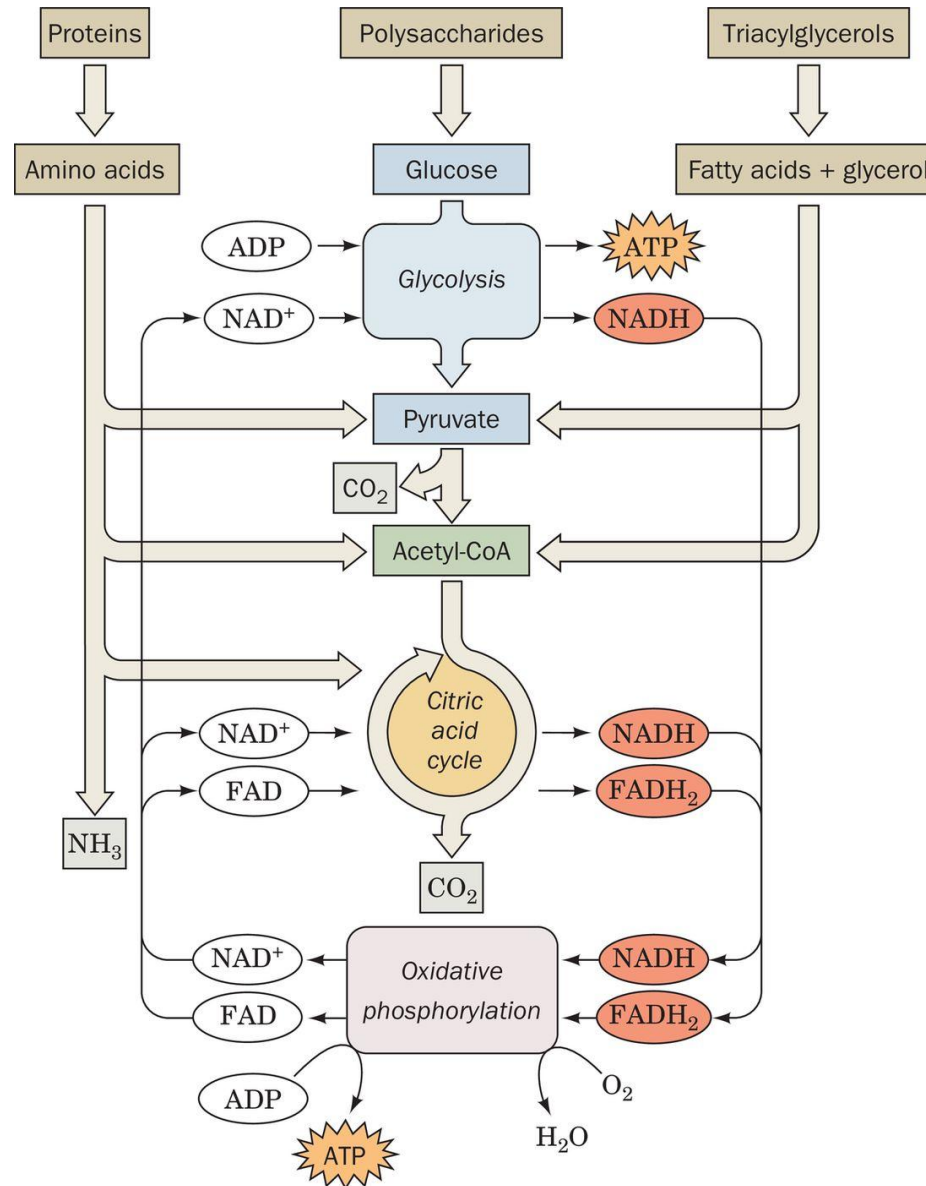 Proteins
Polysaccharides
Triacylglycerols
Amino acids
Glucose
Fatty acids + glycerol
ADP
Glycolysis
ATP
NAD⁺
NADH
Pyruvate
CO₂
Acetyl-CoA
Citric
acid
cycle
NAD⁺
NADH
FAD
FADH₂
NH₃
CO₂
NAD⁺
Oxidative
phosphorylation
NADH
FAD
FADH₂
ADP
O₂
ATP
H₂O